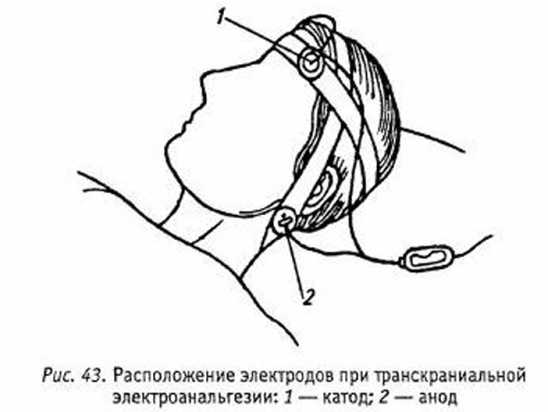 1
2
Рис. 43. Расположение электродов при транскраниальной
электроанальгезии: 1 — катод; 2 — анод